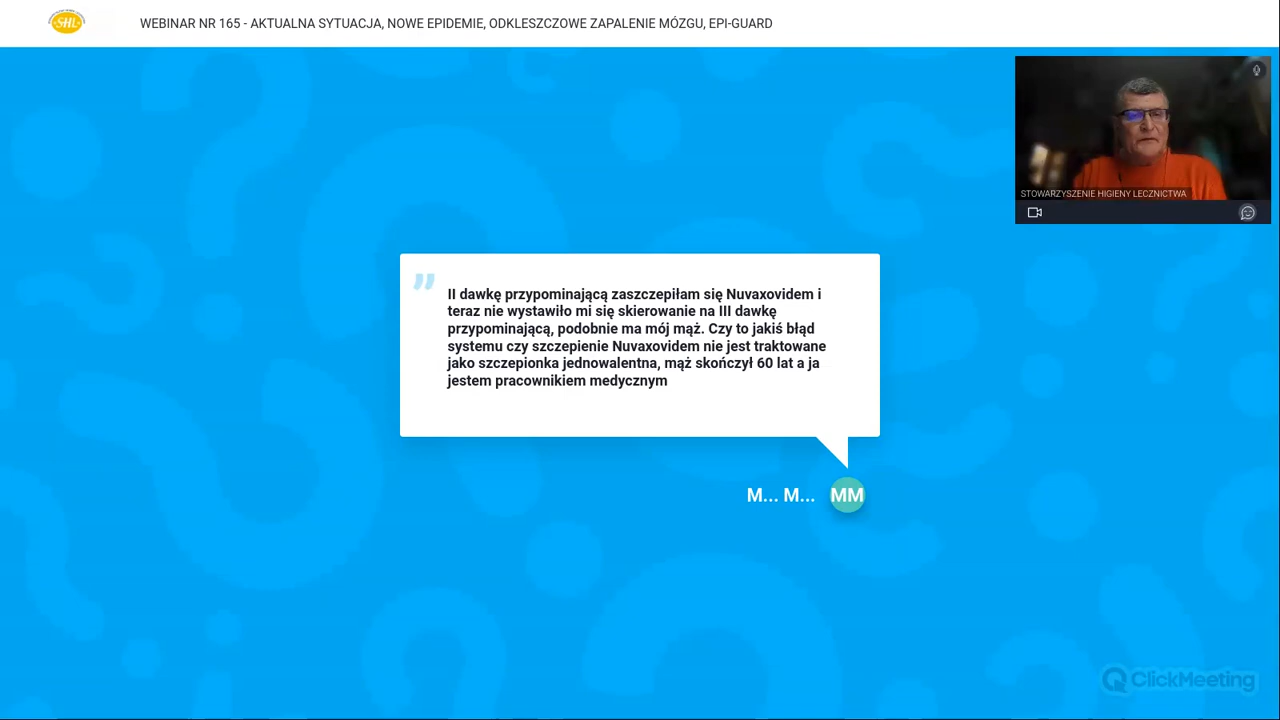 SHL
WEBINAR NR 165 - AKTUALNA SYTUACJA, NOWE EPIDEMIE, ODKLESZCZOWE ZAPALENIE MÓZGU, EPI-GUARD
STOWARZYSZENIE HIGIENY LECZNICTWA
II dawkę przypominającą zaszczepiłam się Nuvaxovidem i
teraz nie wystawiło mi się skierowanie na III dawkę
przypominającą, podobnie ma mój mąż. Czy to jakiś błąd
systemu czy szczepienie Nuvaxovidem nie jest traktowane
jako szczepionka jednowalentna, mąż skończył 60 lat a ja
jestem pracownikiem medycznym
M... M... MM
ClickMeeting